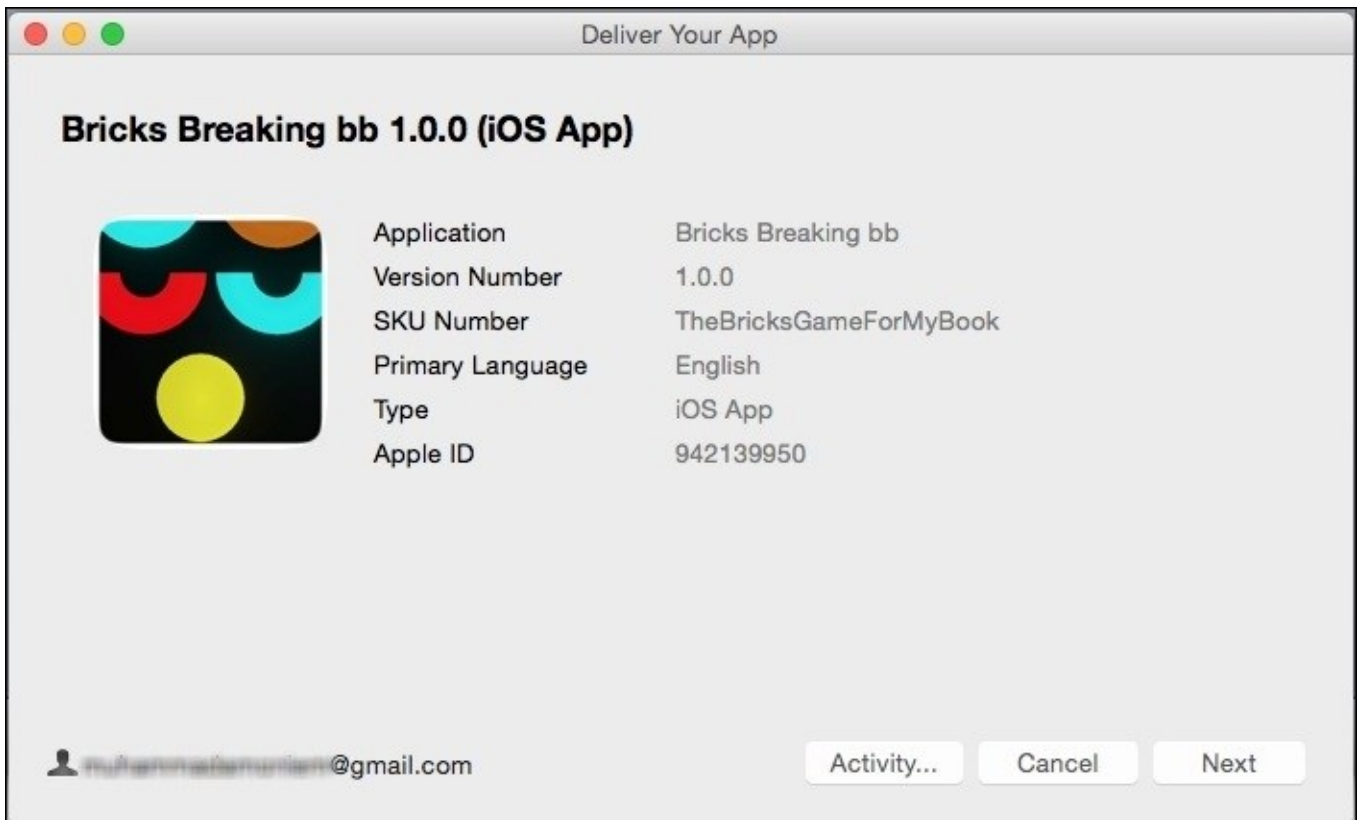 Deliver Your App
Bricks Breaking bb 1.0.0 (iOS App)
Application Bricks Breaking bb
Version Number 1.0.0
SKU Number TheBricksGameForMyBook
Primary Language English
Type iOS App
Apple ID 942139950
@gmail.com
Activity... Cancel Next